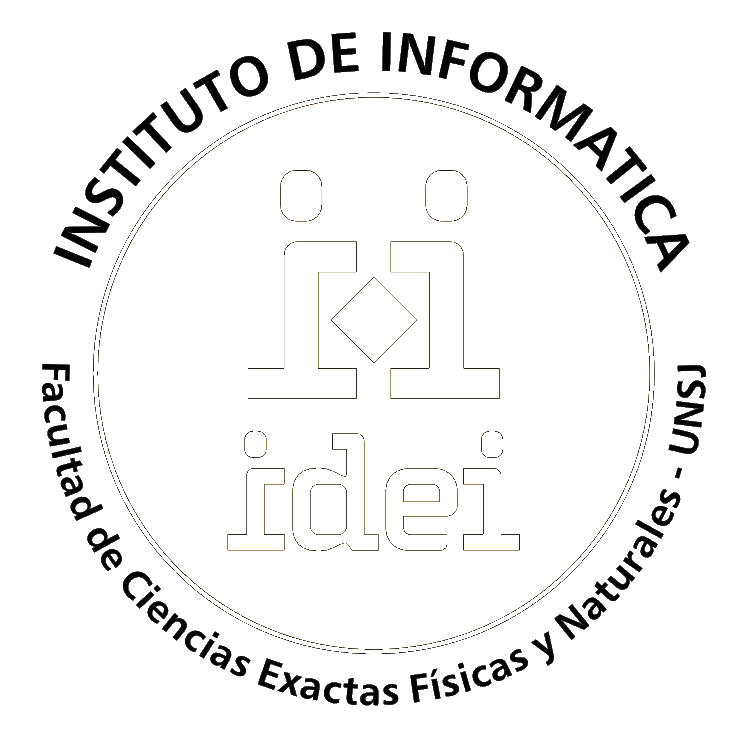 INSTITUTO DE INFORMATICA
idei
Facultad de Ciencias Exactas Físicas y Naturales - UNSJ